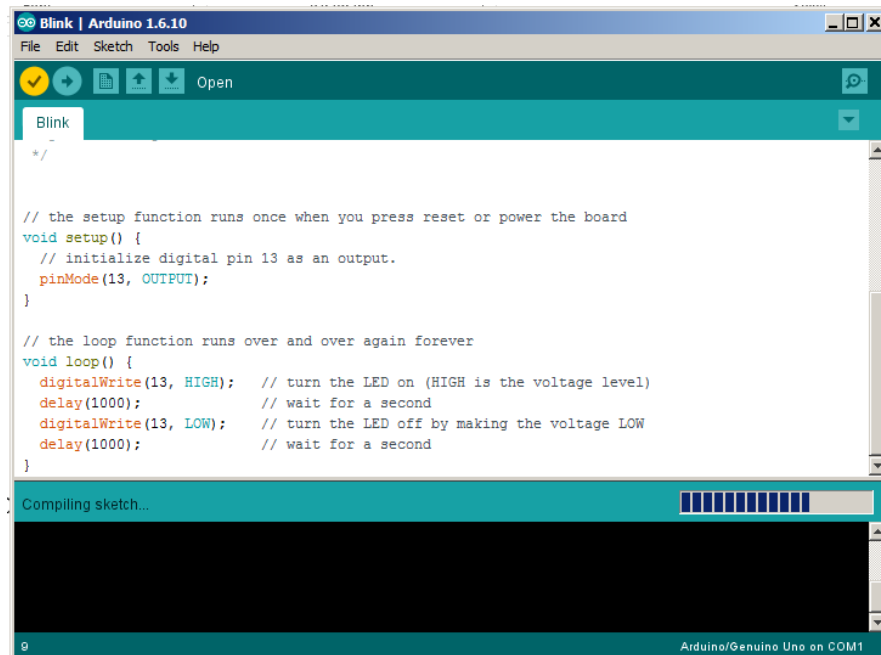 Blink | Arduino 1.6.10
File Edit Sketch Tools Help
Open
Blink
*/
// the setup function runs once when you press reset or power the board
void setup() {
  // initialize digital pin 13 as an output.
  pinMode(13, OUTPUT);
}
// the loop function runs over and over again forever
void loop() {
  digitalWrite(13, HIGH);   // turn the LED on (HIGH is the voltage level)
  delay(1000);              // wait for a second
  digitalWrite(13, LOW);    // turn the LED off by making the voltage LOW
  delay(1000);              // wait for a second
}
Compiling sketch...
9 Arduino/Genuino Uno on COM1